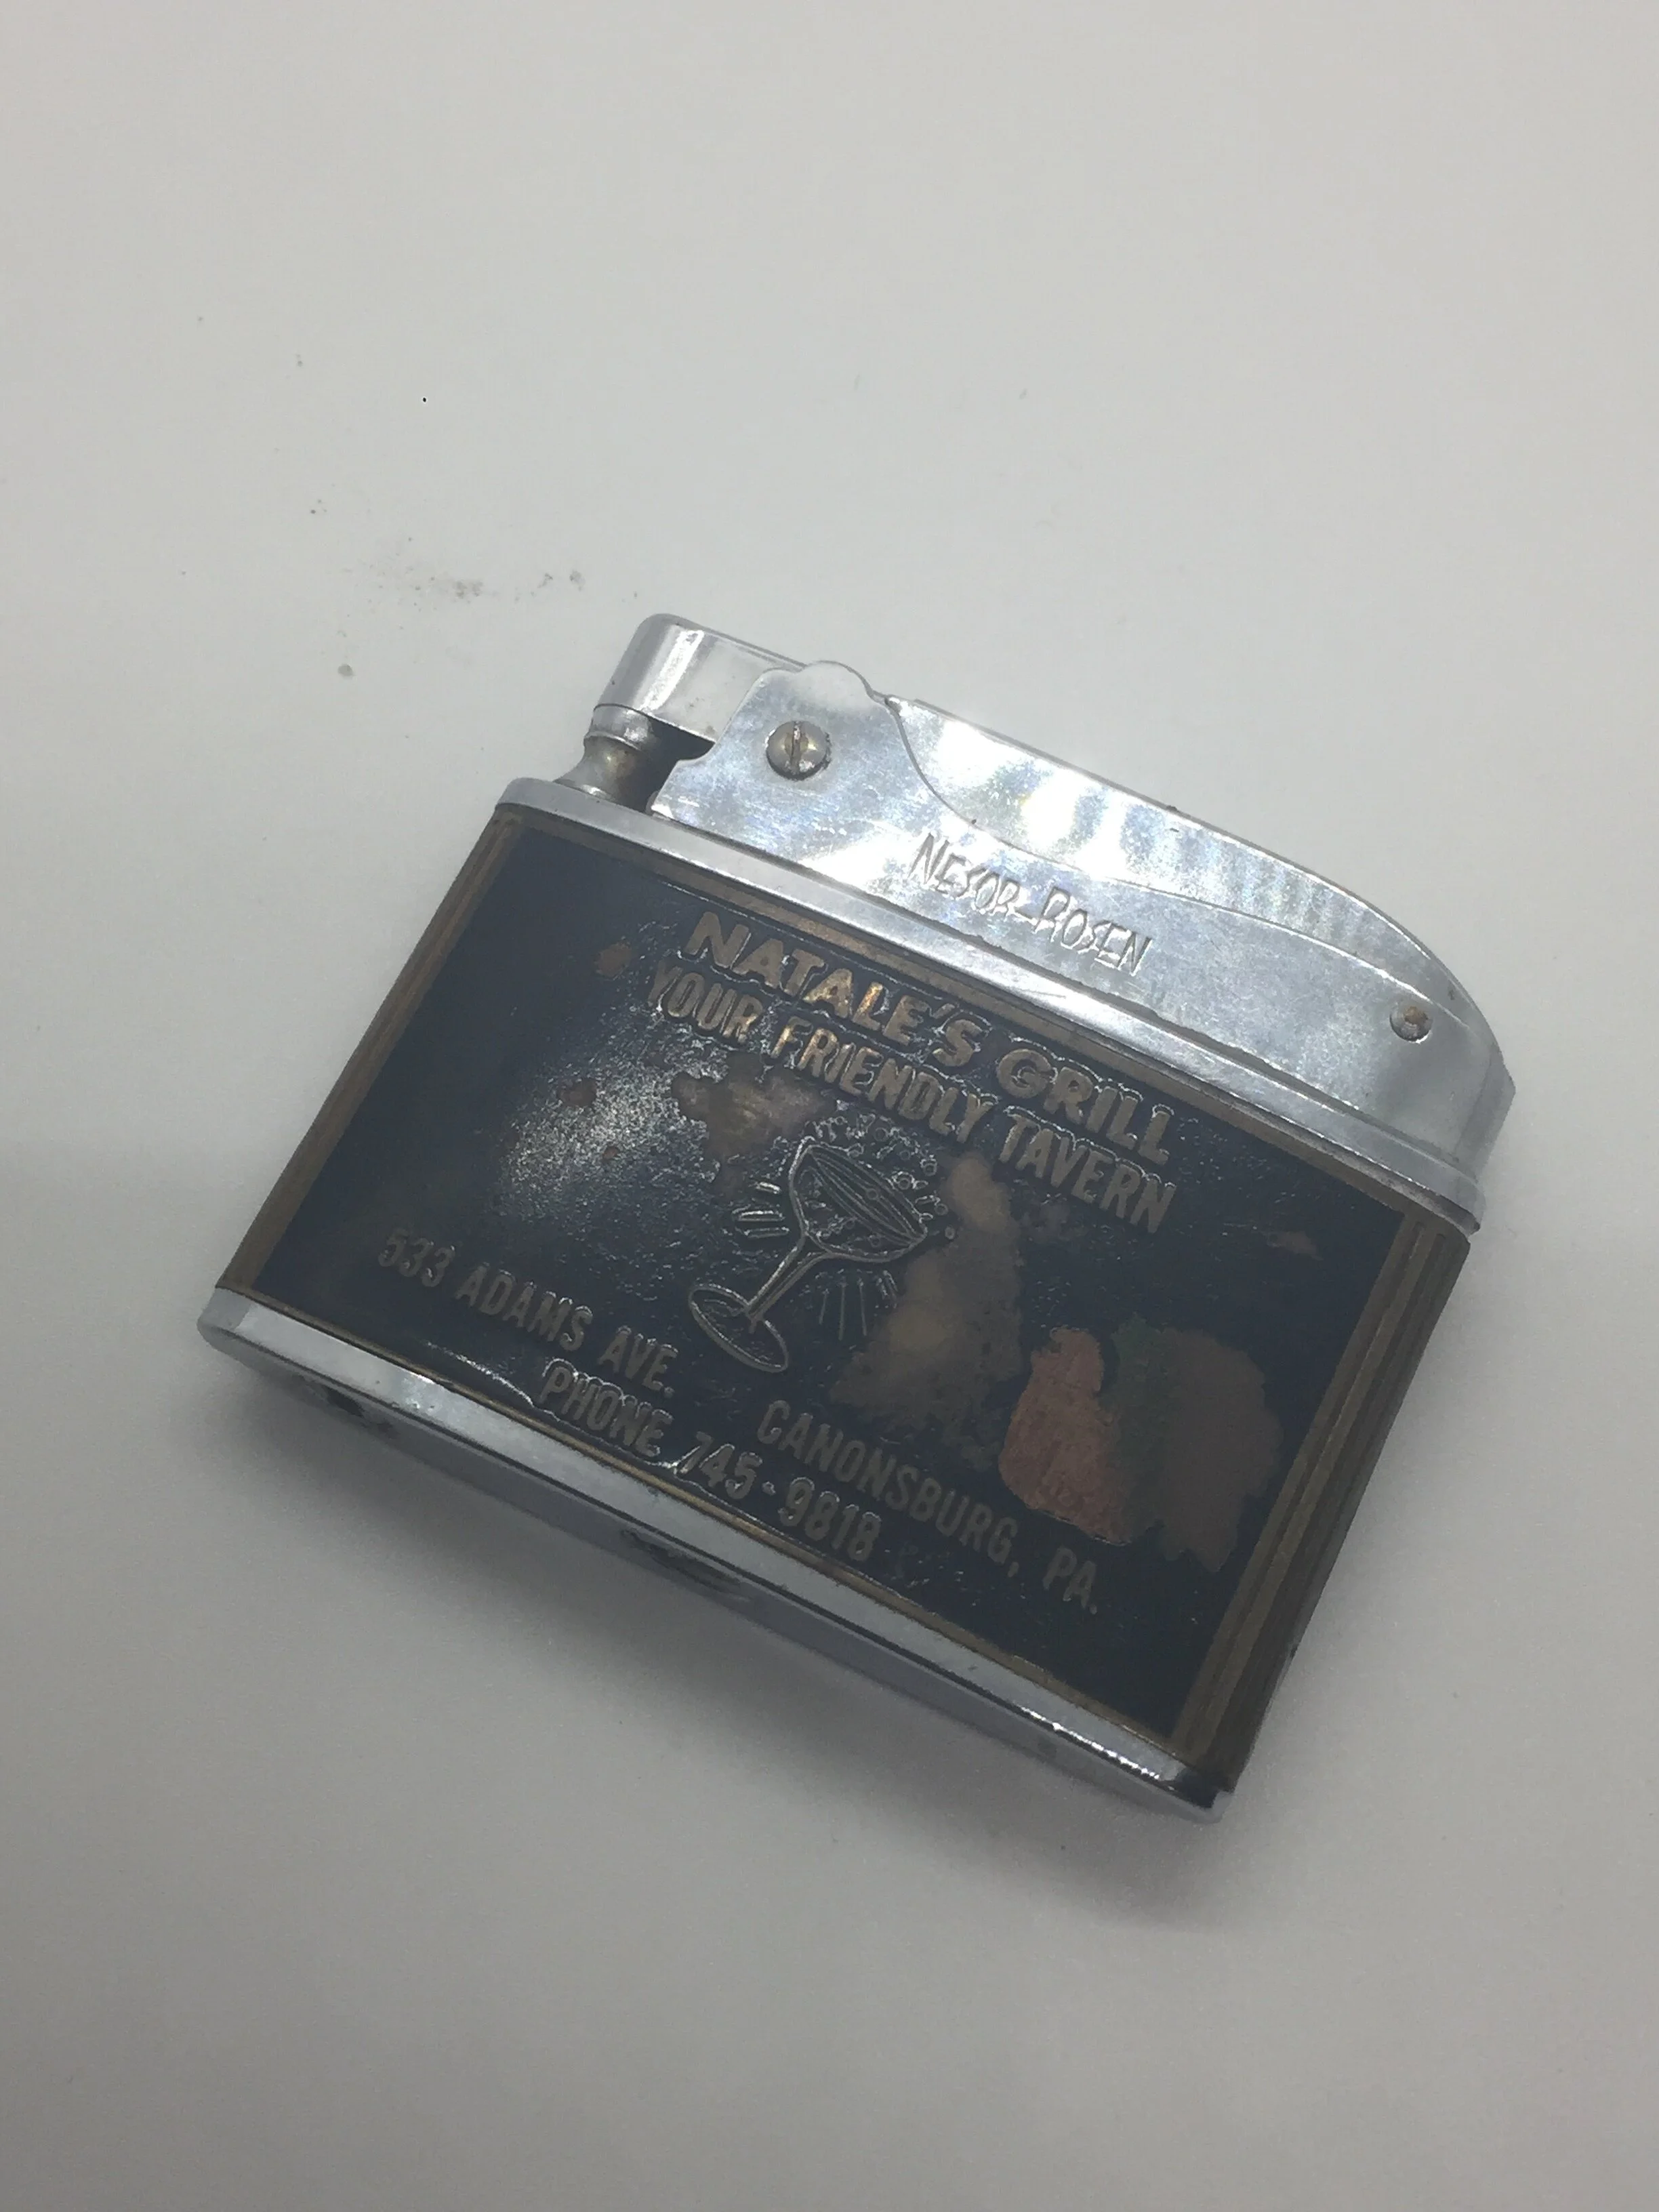 NESOR-ROSEN
NATALE'S GRILL
YOUR FRIENDLY TAVERN
533 ADAMS AVE. CANONSBURG, PA.
PHONE 745-9818